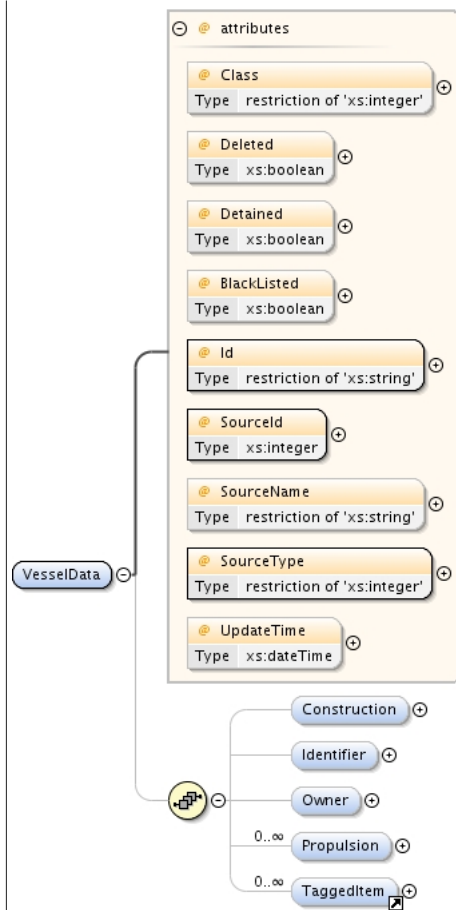 attributes
@ Class
Type restriction of 'xs:integer'
@ Deleted
Type xs:boolean
@ Detained
Type xs:boolean
@ BlackListed
Type xs:boolean
@ Id
Type restriction of 'xs:string'
@ SourceId
Type xs:integer
@ SourceName
Type restriction of 'xs:string'
@ SourceType
Type restriction of 'xs:integer'
@ UpdateTime
Type xs:dateTime
VesselData
Construction
Identifier
Owner
0..∞ Propulsion
0..∞ TaggedItem